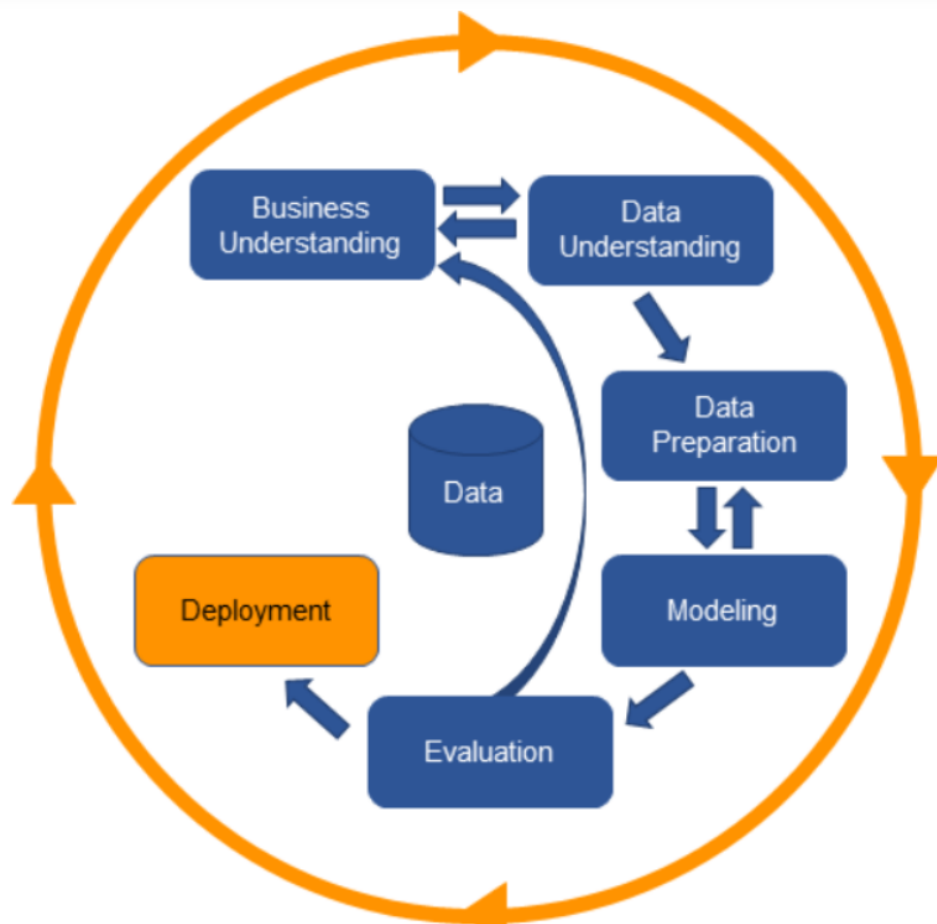 Business
Understanding
Data
Understanding
Data
Preparation
Data
Modeling
Deployment
Evaluation